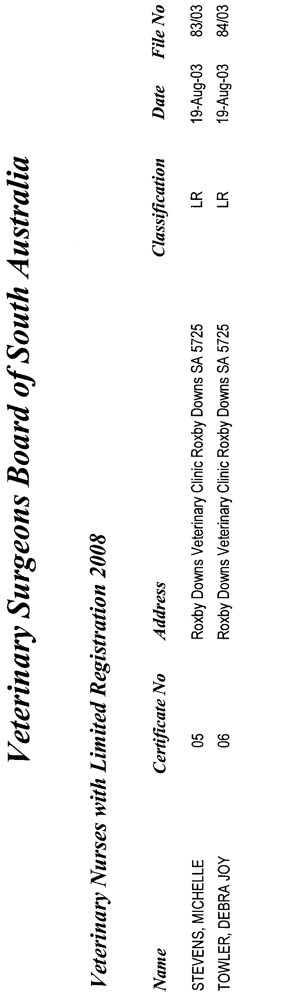 Veterinary Surgeons Board of South Australia
Veterinary Nurses with Limited Registration 2008
Name Certificate No Address Classification Date File No
STEVENS, MICHELLE 05 Roxby Downs Veterinary Clinic Roxby Downs SA 5725 LR 19-Aug-03 83/03
TOWLER, DEBRA JOY 06 Roxby Downs Veterinary Clinic Roxby Downs SA 5725 LR 19-Aug-03 84/03